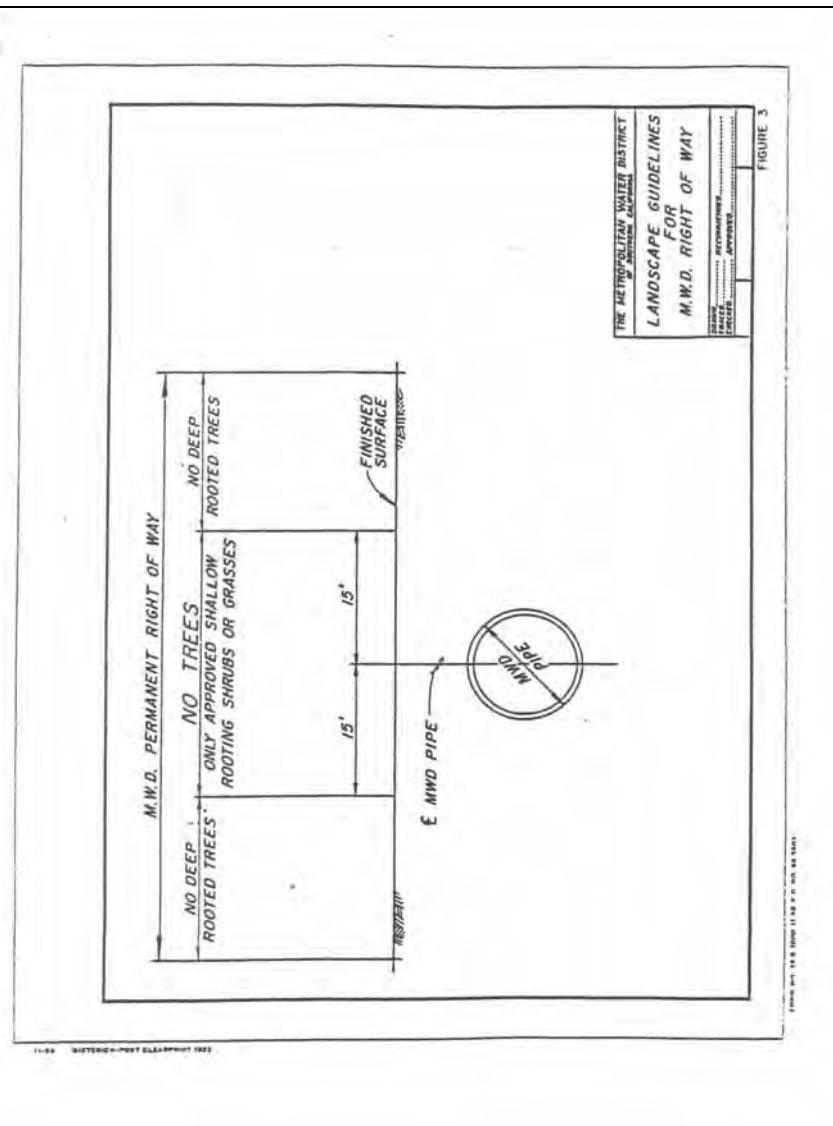 M.W.D. PERMANENT RIGHT OF WAY
NO DEEP
ROOTED TREES
NO TREES
ONLY APPROVED SHALLOW
ROOTING SHRUBS OR GRASSES
NO DEEP
ROOTED TREES
15'
15'
FINISHED
SURFACE
℄ MWD PIPE
MWD
PIPE
THE METROPOLITAN WATER DISTRICT
OF SOUTHERN CALIFORNIA
LANDSCAPE GUIDELINES
FOR
M.W.D. RIGHT OF WAY
DRAWN
TRACED RECOMMENDED
CHECKED APPROVED
FIGURE 3
DIETERICH-POST CLEARPRINT